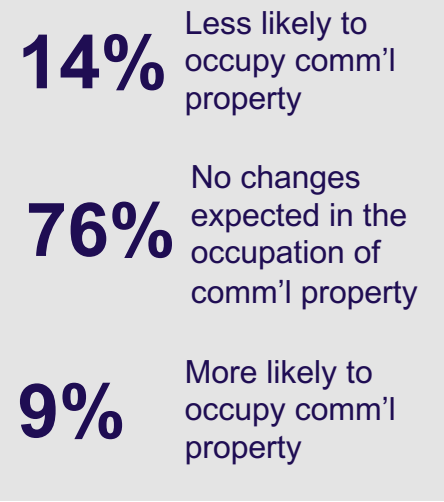 14%
Less likely to
occupy comm’l
property
76%
No changes
expected in the
occupation of
comm’l property
9%
More likely to
occupy comm’l
property